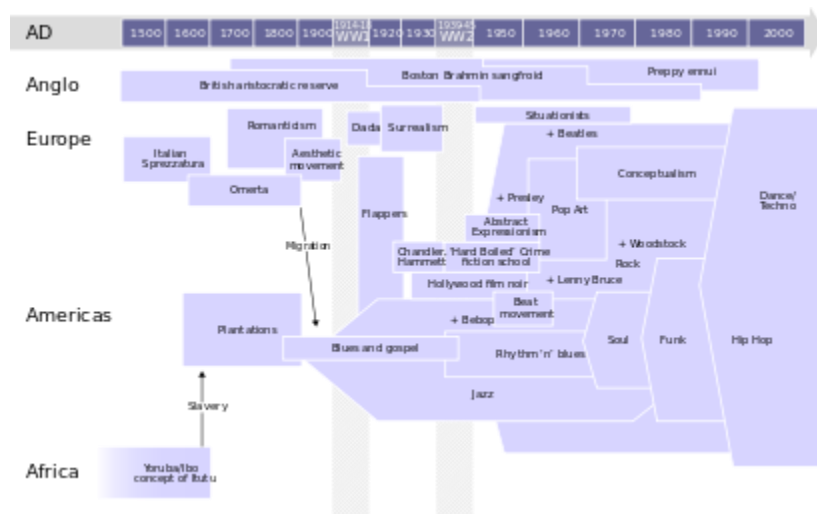 AD 1500 1600 1700 1800 1900 1914-18 WW1 1920 1930 1939-45 WW2 1950 1960 1970 1980 1990 2000
Anglo
British aristocratic reserve
Boston Brahmin sangfroid
Preppy ennui
Europe
Italian
Sprezzatura
Romanticism
Aesthetic
movement
Omerta
Dada
Surrealism
Situationists
+ Beatles
Conceptualism
Dance/
Techno
+ Presley
Pop Art
Flappers
Abstract
Expressionism
+ Woodstock
Migration
Chandler,
Hammett
'Hard Boiled' Crime
fiction school
Rock
Hollywood film noir
+ Lenny Bruce
Americas
Plantations
Beat
movement
+ Bebop
Blues and gospel
Rhythm 'n' blues
Soul
Funk
Hip Hop
Jazz
Slavery
Africa
Yoruba/Ibo
concept of Itutu